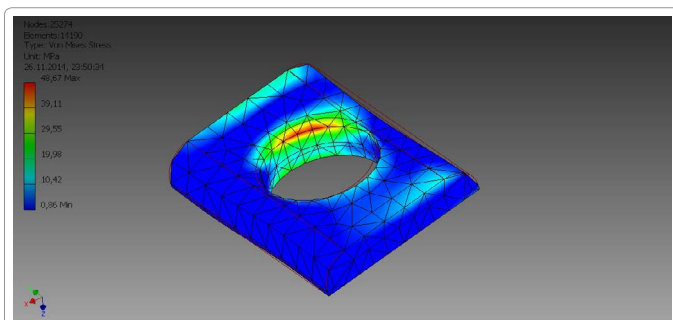 Nodes:25274
Elements:14190
Type: Von Mises Stress
Unit: MPa
26.11.2014, 23:50:34
48,67 Max
39,11
29,55
19,98
10,42
0,86 Min
X
Z